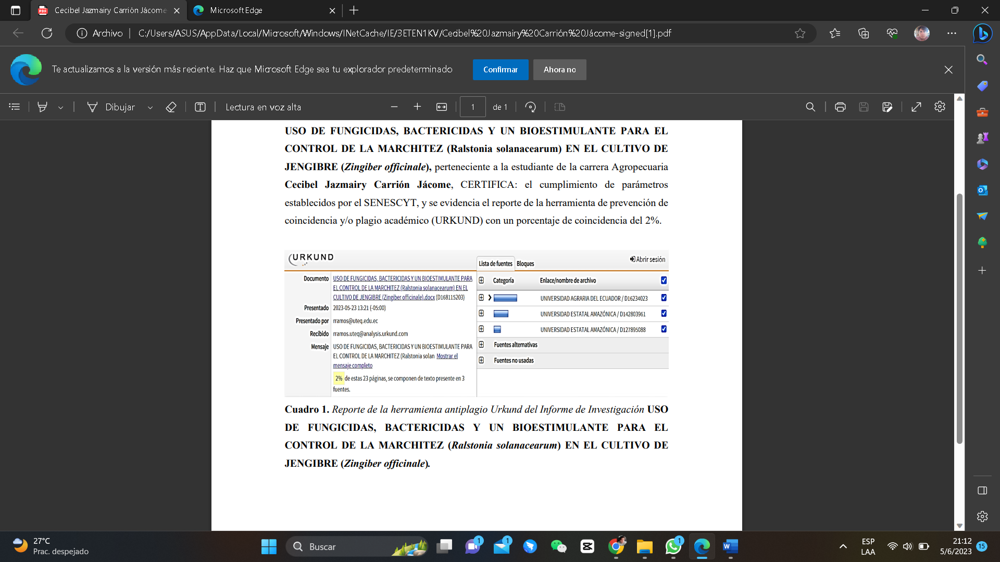 Cecibel Jazmairy Carrión Jácome
Microsoft Edge
Archivo
C:/Users/ASUS/AppData/Local/Microsoft/Windows/INetCache/IE/3ETEN1KV/Cecibel%20Jazmairy%20Carrión%20Jácome-signed[1].pdf
Te actualizamos a la versión más reciente. Haz que Microsoft Edge sea tu explorador predeterminado
Confirmar
Ahora no
Dibujar
Lectura en voz alta
1
de 1
USO DE FUNGICIDAS, BACTERICIDAS Y UN BIOESTIMULANTE PARA EL
CONTROL DE LA MARCHITEZ (Ralstonia solanacearum) EN EL CULTIVO DE
JENGIBRE (Zingiber officinale), perteneciente a la estudiante de la carrera Agropecuaria
Cecibel Jazmairy Carrión Jácome, CERTIFICA: el cumplimiento de parámetros
establecidos por el SENESCYT, y se evidencia el reporte de la herramienta de prevención de
coincidencia y/o plagio académico (URKUND) con un porcentaje de coincidencia del 2%.
URKUND
Documento
USO DE FUNGICIDAS, BACTERICIDAS Y UN BIOESTIMULANTE PARA
EL CONTROL DE LA MARCHITEZ (Ralstonia solanacearum) EN EL
CULTIVO DE JENGIBRE (Zingiber officinale).docx (D168115203)
Presentado
2023-05-23 13:21 (-05:00)
Presentado por
rramos@uteq.edu.ec
Recibido
rramos.uteq@analysis.urkund.com
Mensaje
USO DE FUNGICIDAS, BACTERICIDAS Y UN BIOESTIMULANTE PARA
EL CONTROL DE LA MARCHITEZ (Ralstonia solan Mostrar el
mensaje completo
2% de estas 23 páginas, se componen de texto presente en 3
fuentes.
Lista de fuentes
Bloques
Abrir sesión
Categoría
Enlace/nombre de archivo
UNIVERSIDAD AGRARIA DEL ECUADOR / D16234023
UNIVERSIDAD ESTATAL AMAZÓNICA / D142803961
UNIVERSIDAD ESTATAL AMAZÓNICA / D127895088
Fuentes alternativas
Fuentes no usadas
Cuadro 1. Reporte de la herramienta antiplagio Urkund del Informe de Investigación USO
DE FUNGICIDAS, BACTERICIDAS Y UN BIOESTIMULANTE PARA EL
CONTROL DE LA MARCHITEZ (Ralstonia solanacearum) EN EL CULTIVO DE
JENGIBRE (Zingiber officinale).
27°C
Prac. despejado
Buscar
1
1
1
ESP
LAA
21:12
5/6/2023
15